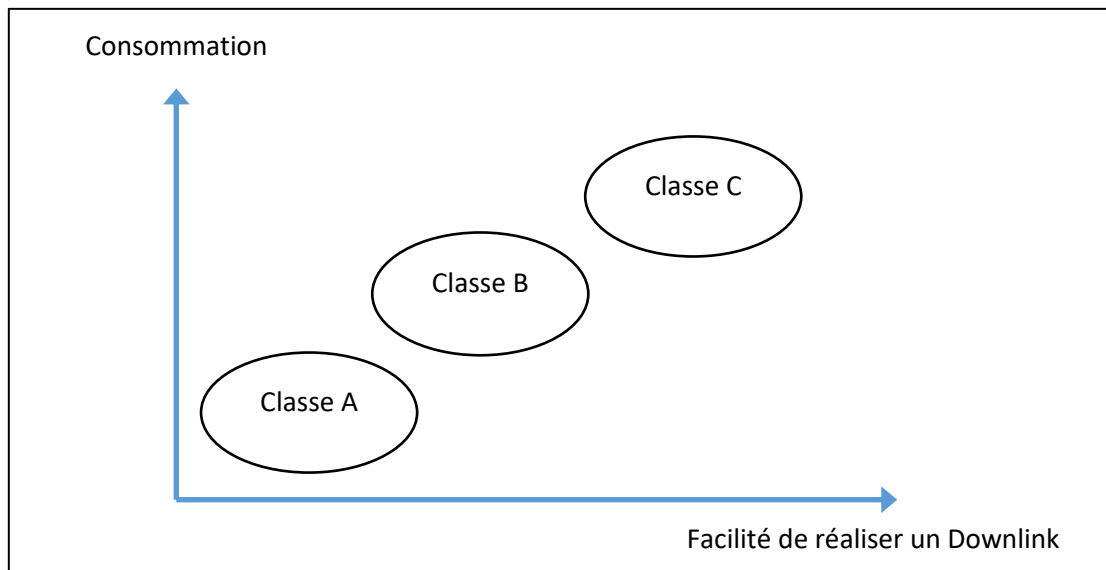 Consommation
Classe C
Classe B
Classe A
Facilité de réaliser un Downlink